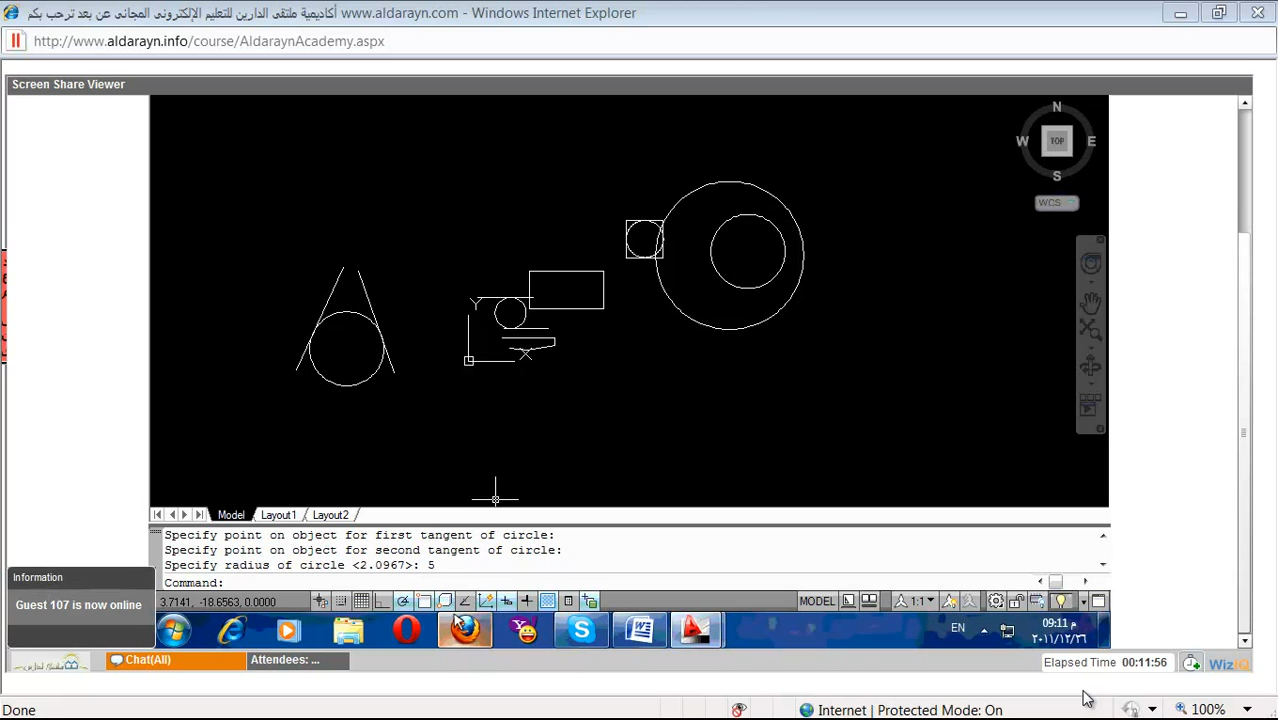 أكاديمية ملتقى الدارين للتعليم الإلكترونى المجانى عن بعد ترحب بكم | www.aldarayn.com - Windows Internet Explorer
http://www.aldarayn.info/course/AldaraynAcademy.aspx
Screen Share Viewer
N
W TOP E
S
WCS
Y
X
Model Layout1 Layout2
Specify point on object for first tangent of circle:
Specify point on object for second tangent of circle:
Specify radius of circle <2.0967>: 5
Command:
Information
Guest 107 is now online
3.7141, -18.6563, 0.0000
MODEL 1:1
EN
09:11 م
٢٠١١/١٢/٢٦
Chat(All) Attendees: ...
Elapsed Time 00:11:56
WizIQ
Done
Internet | Protected Mode: On
100%